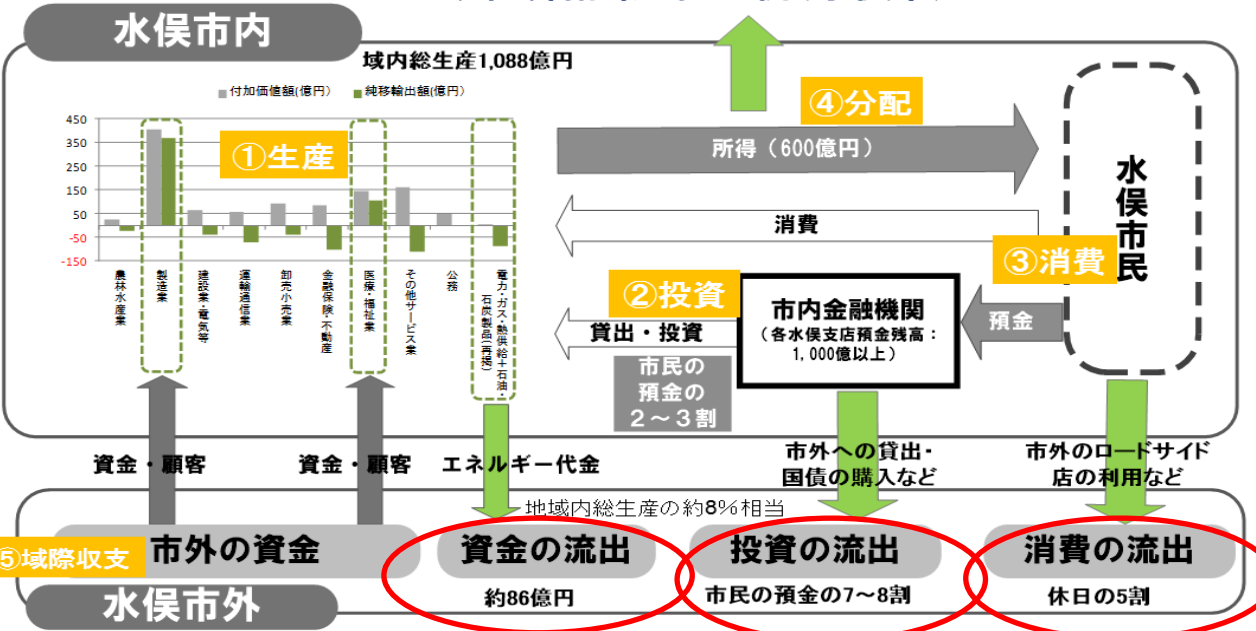 水俣市内
域内総生産1,088億円
付加価値額(億円)
純移輸出額(億円)
450
350
250
150
50
-50
-150
①生産
農林水産業
製造業
建設業・電気等
運輸通信業
卸売小売業
金融保険・不動産
医療・福祉業
その他サービス業
公務
電力・ガス・熱供給＋石油・
石炭製品(再掲)
④分配
所得（600億円）
消費
水俣市民
③消費
②投資
貸出・投資
市民の
預金の
２～３割
市内金融機関
（各水俣支店預金残高：
1,000億以上）
預金
資金・顧客
資金・顧客
エネルギー代金
市外への貸出・
国債の購入など
市外のロードサイド
店の利用など
地域内総生産の約8％相当
⑤域際収支
市外の資金
資金の流出
投資の流出
消費の流出
約86億円
市民の預金の7～8割
休日の5割
水俣市外